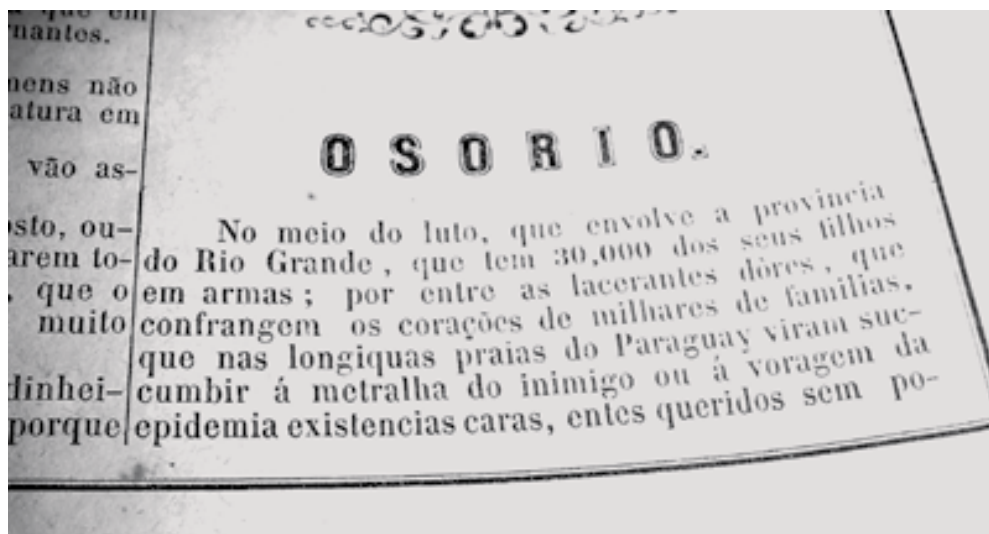 que em
nantes.
nens não
atura em
vão as-
osto, ou-
arem to-
, que o
muito
dinhei-
porque
OSORIO.
No meio do luto, que envolve a provincia
do Rio Grande, que tem 30,000 dos seus filhos
em armas; por entre as lacerantes dôres, que
confrangem os corações de milhares de familias,
que nas longiquas praias do Paraguay viram suc-
cumbir á metralha do inimigo ou á voragem da
epidemia existencias caras, entes queridos sem po-